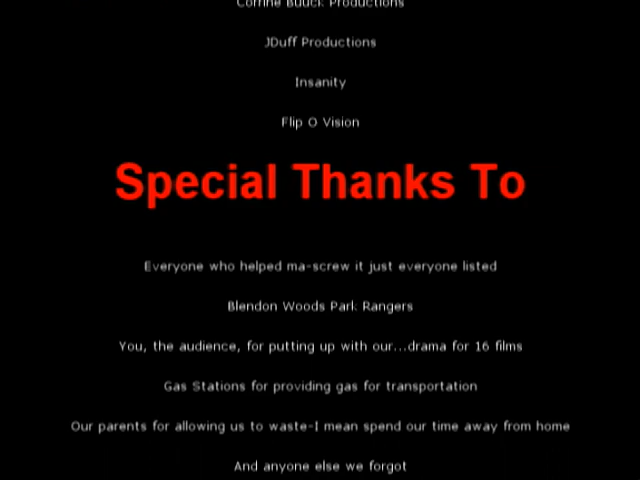 Corrine Buuck Productions
JDuff Productions
Insanity
Flip O Vision
Special Thanks To
Everyone who helped ma-screw it just everyone listed
Blendon Woods Park Rangers
You, the audience, for putting up with our...drama for 16 films
Gas Stations for providing gas for transportation
Our parents for allowing us to waste-I mean spend our time away from home
And anyone else we forgot